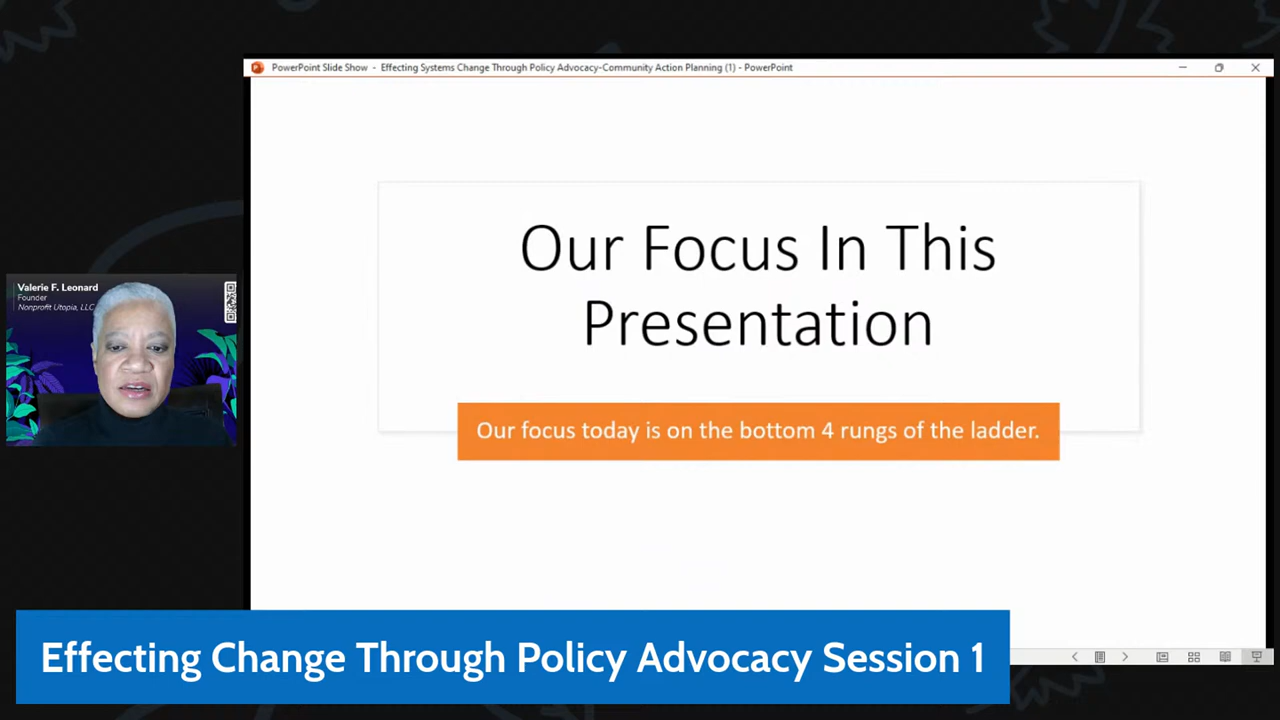 PowerPoint Slide Show - Effecting Systems Change Through Policy Advocacy-Community Action Planning (1) - PowerPoint
Our Focus In This
Presentation
Our focus today is on the bottom 4 rungs of the ladder.
Valerie F. Leonard
Founder
Nonprofit Utopia, LLC
Effecting Change Through Policy Advocacy Session 1